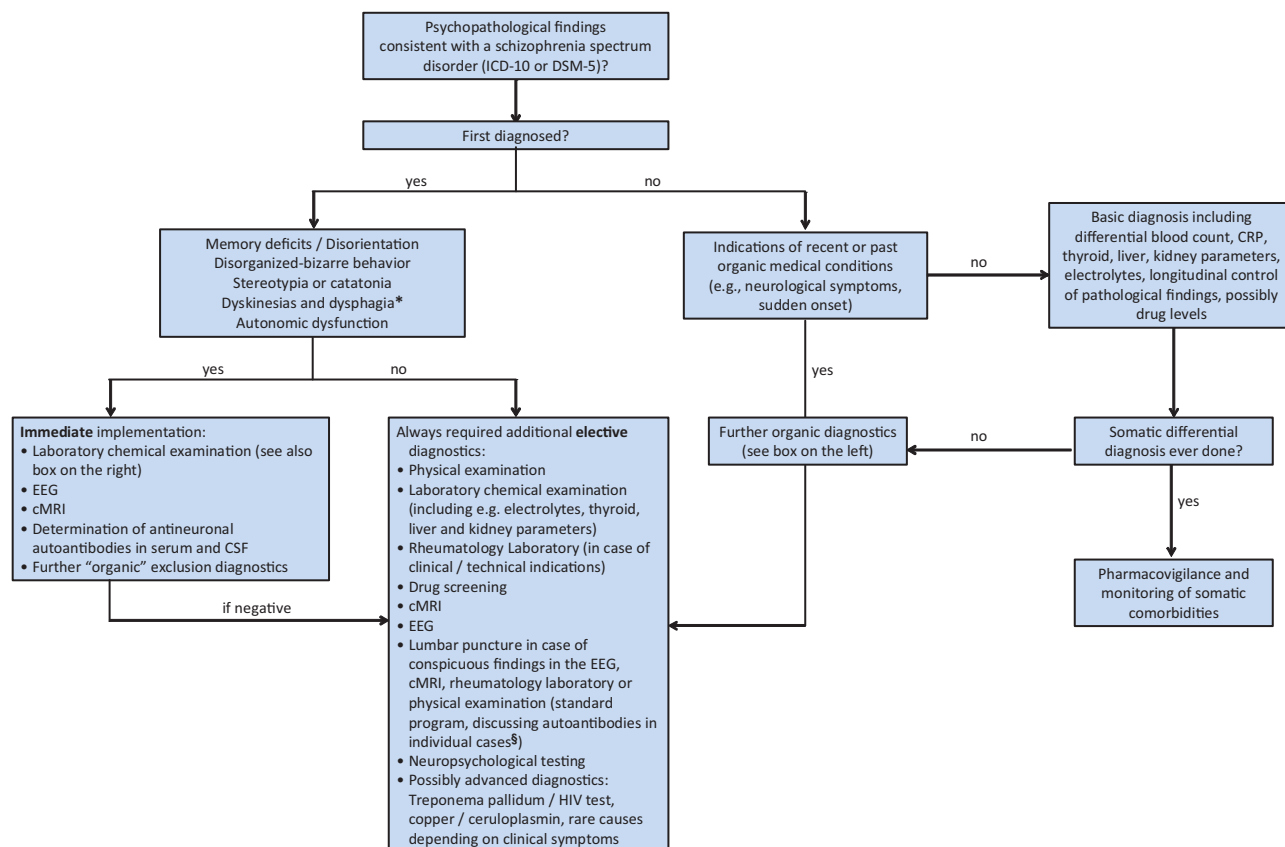 Psychopathological findings
consistent with a schizophrenia spectrum
disorder (ICD-10 or DSM-5)?
First diagnosed?
yes
no
Memory deficits / Disorientation
Disorganized-bizarre behavior
Stereotypia or catatonia
Dyskinesias and dysphagia*
Autonomic dysfunction
Indications of recent or past
organic medical conditions
(e.g., neurological symptoms,
sudden onset)
no
Basic diagnosis including
differential blood count, CRP,
thyroid, liver, kidney parameters,
electrolytes, longitudinal control
of pathological findings, possibly
drug levels
yes
no
yes
Immediate implementation:
• Laboratory chemical examination (see also
box on the right)
• EEG
• cMRI
• Determination of antineuronal
autoantibodies in serum and CSF
• Further “organic” exclusion diagnostics
if negative
Always required additional elective
diagnostics:
• Physical examination
• Laboratory chemical examination
(including e.g. electrolytes, thyroid,
liver and kidney parameters)
• Rheumatology Laboratory (in case of
clinical / technical indications)
• Drug screening
• cMRI
• EEG
• Lumbar puncture in case of
conspicuous findings in the EEG,
cMRI, rheumatology laboratory or
physical examination (standard
program, discussing autoantibodies in
individual cases§)
• Neuropsychological testing
• Possibly advanced diagnostics:
Treponema pallidum / HIV test,
copper / ceruloplasmin, rare causes
depending on clinical symptoms
Further organic diagnostics
(see box on the left)
no
Somatic differential
diagnosis ever done?
yes
Pharmacovigilance and
monitoring of somatic
comorbidities